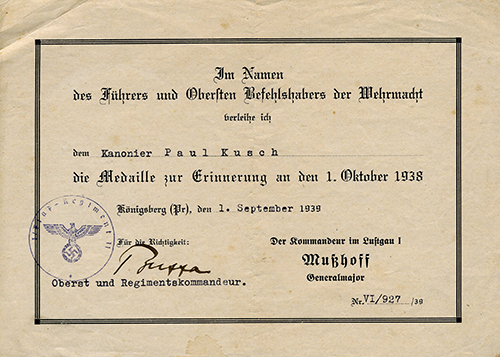 Im Namen
des Führers und Obersten Befehlshabers der Wehrmacht
verleihe ich
dem Kanonier Paul Kusch
die Medaille zur Erinnerung an den 1. Oktober 1938
Königsberg (Pr), den 1. September 1939
Für die Richtigkeit:
Oberst und Regimentskommandeur.
Der Kommandeur im Luftgau I
Mußhoff
Generalmajor
Nr. VI/927 /39